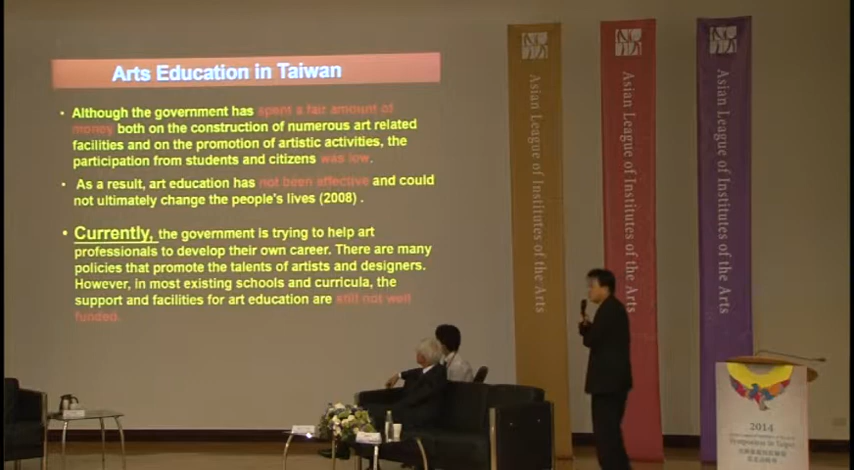 Arts Education in Taiwan
• Although the government has spent a fair amount of
money both on the construction of numerous art related
facilities and on the promotion of artistic activities, the
participation from students and citizens was low.
• As a result, art education has not been effective and could
not ultimately change the people's lives (2008) .
• Currently, the government is trying to help art
professionals to develop their own career. There are many
policies that promote the talents of artists and designers.
However, in most existing schools and curricula, the
support and facilities for art education are still not well
funded.
Asian League of Institutes of the Arts
Asian League of Institutes of the Arts
Asian League of Institutes of the Arts
2014
Symposium in Taipei